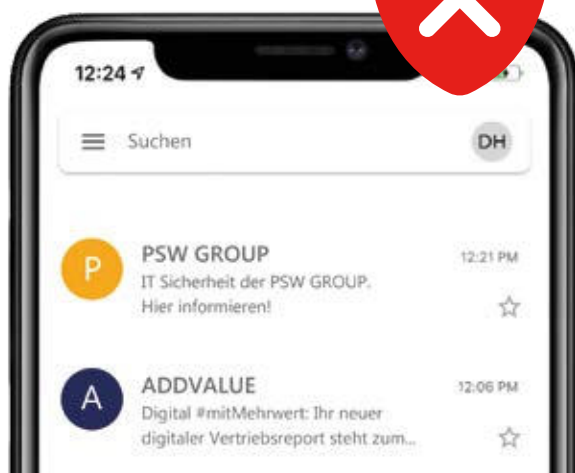 12:24
Suchen
DH
P
PSW GROUP
12:21 PM
IT Sicherheit der PSW GROUP.
Hier informieren!
A
ADDVALUE
12:06 PM
Digital #mitMehrwert: Ihr neuer
digitaler Vertriebsreport steht zum...